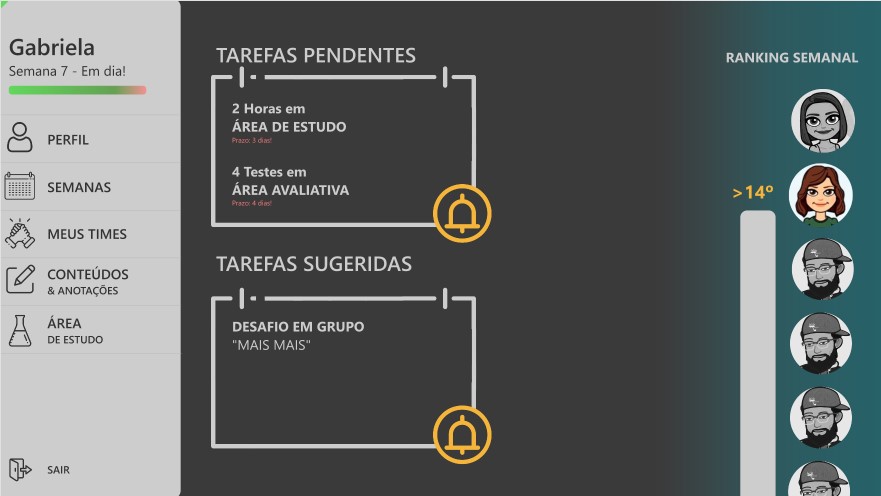 Gabriela
Semana 7 - Em dia!
PERFIL
SEMANAS
MEUS TIMES
CONTEÚDOS
& ANOTAÇÕES
ÁREA
DE ESTUDO
SAIR
TAREFAS PENDENTES
2 Horas em
ÁREA DE ESTUDO
Prazo: 3 dias!
4 Testes em
ÁREA AVALIATIVA
Prazo: 4 dias!
TAREFAS SUGERIDAS
DESAFIO EM GRUPO
"MAIS MAIS"
RANKING SEMANAL
>14º